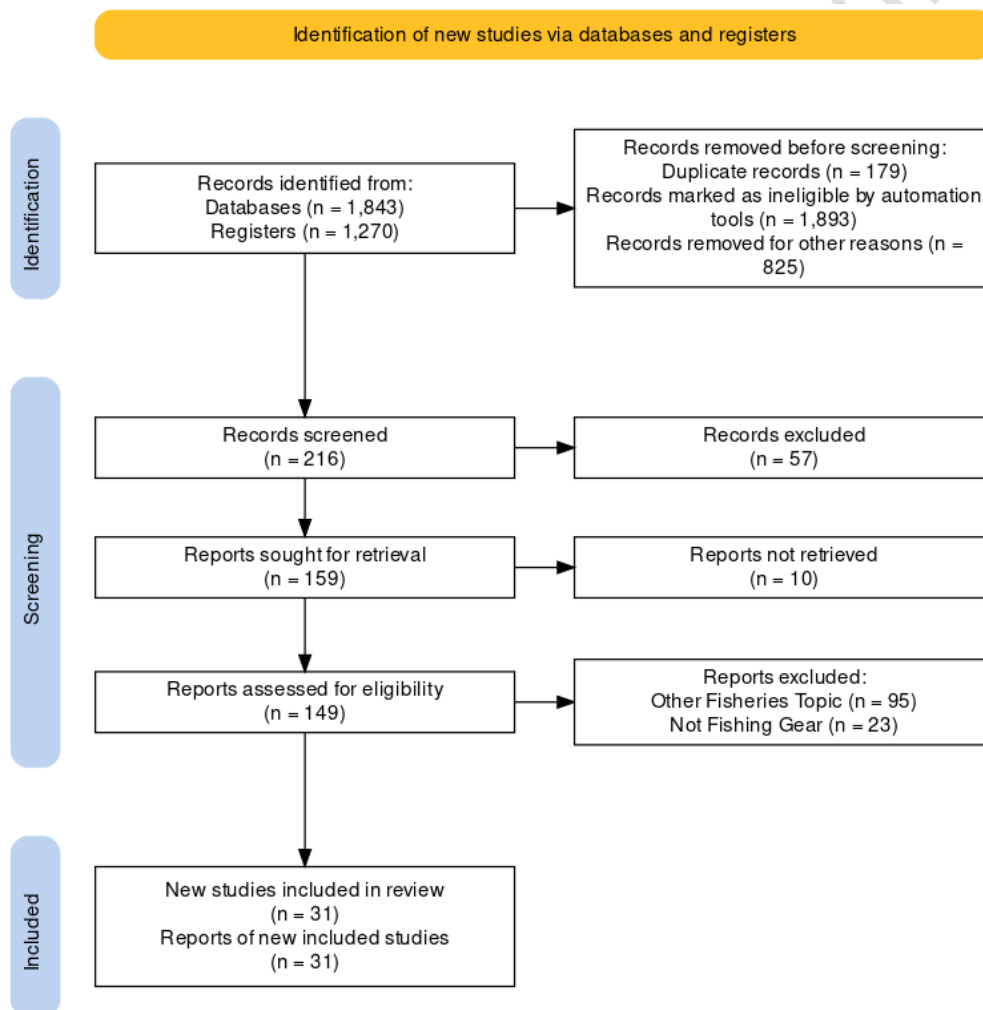 Identification of new studies via databases and registers
Identification
Records identified from:
Databases (n = 1,843)
Registers (n = 1,270)
Records removed before screening:
Duplicate records (n = 179)
Records marked as ineligible by automation
tools (n = 1,893)
Records removed for other reasons (n =
825)
Screening
Records screened
(n = 216)
Records excluded
(n = 57)
Reports sought for retrieval
(n = 159)
Reports not retrieved
(n = 10)
Reports assessed for eligibility
(n = 149)
Reports excluded:
Other Fisheries Topic (n = 95)
Not Fishing Gear (n = 23)
Included
New studies included in review
(n = 31)
Reports of new included studies
(n = 31)